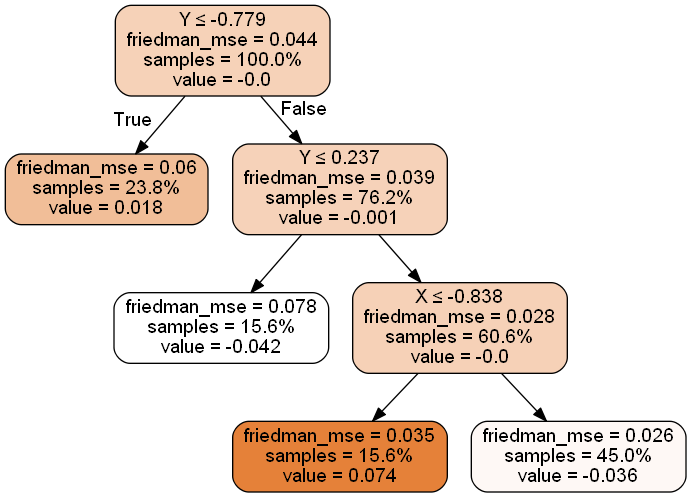 Y ≤ -0.779
friedman_mse = 0.044
samples = 100.0%
value = -0.0
True
False
friedman_mse = 0.06
samples = 23.8%
value = 0.018
Y ≤ 0.237
friedman_mse = 0.039
samples = 76.2%
value = -0.001
friedman_mse = 0.078
samples = 15.6%
value = -0.042
X ≤ -0.838
friedman_mse = 0.028
samples = 60.6%
value = -0.0
friedman_mse = 0.035
samples = 15.6%
value = 0.074
friedman_mse = 0.026
samples = 45.0%
value = -0.036